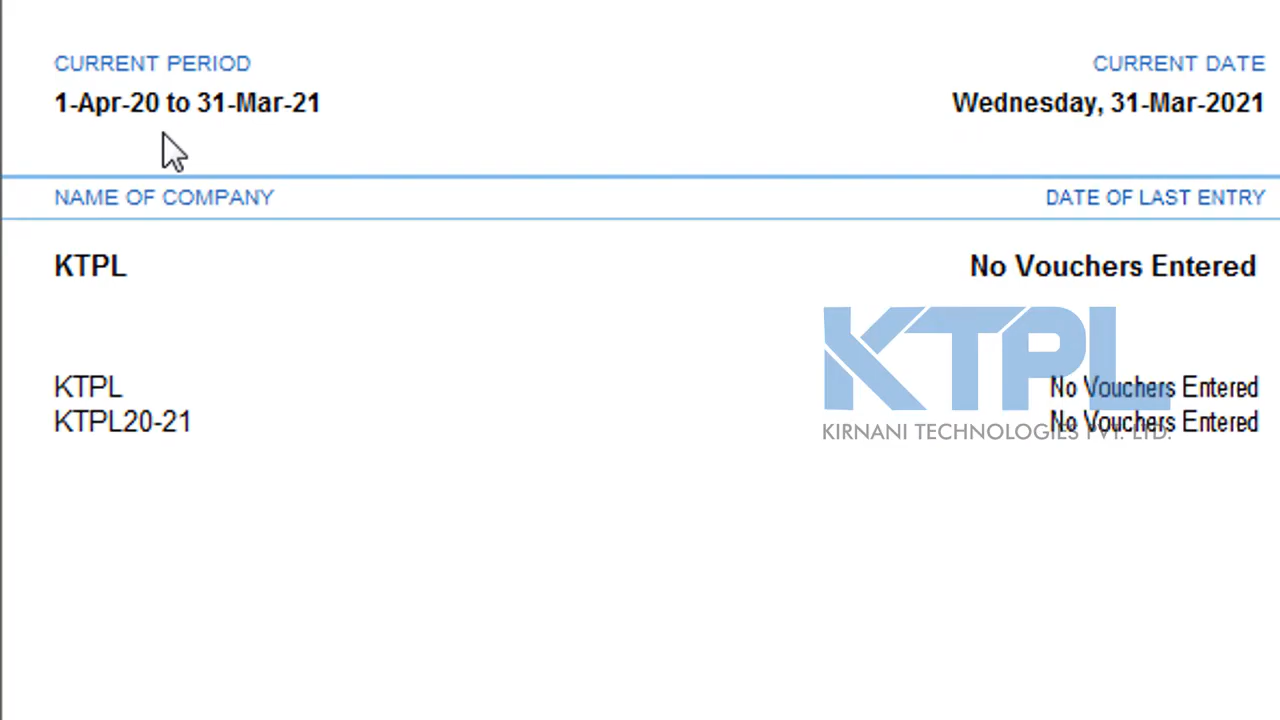 CURRENT PERIOD CURRENT DATE
1-Apr-20 to 31-Mar-21 Wednesday, 31-Mar-2021
NAME OF COMPANY DATE OF LAST ENTRY
KTPL No Vouchers Entered
KTPL
KTPL No Vouchers Entered
KTPL20-21 No Vouchers Entered
KIRNANI TECHNOLOGIES PVT. LTD.